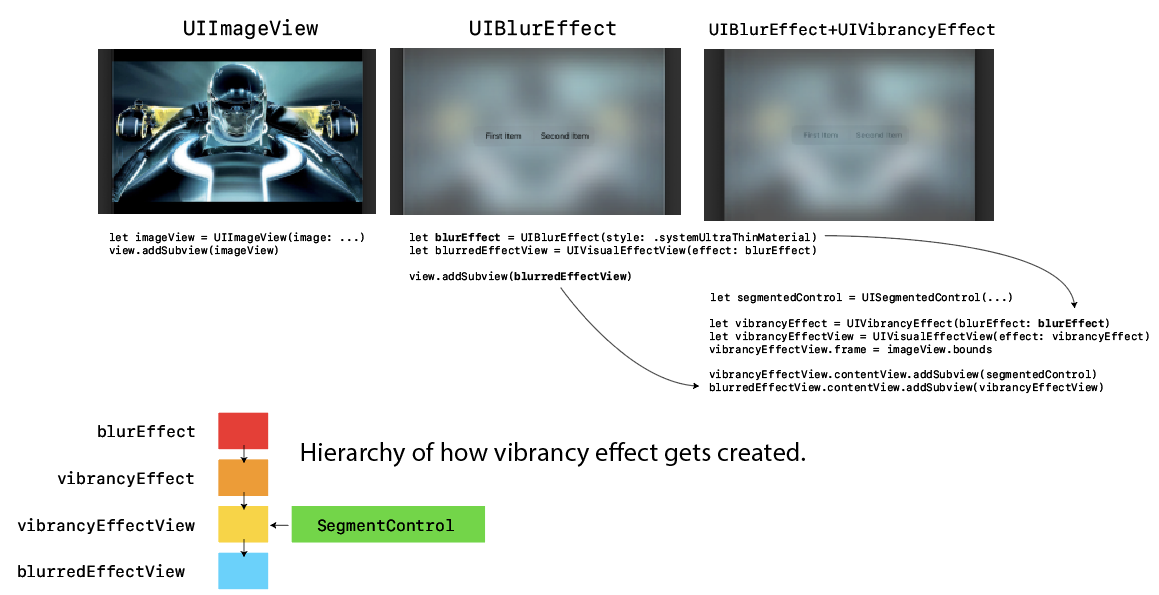 UIImageView
UIBlurEffect
UIBlurEffect+UIVibrancyEffect
First Item Second Item
First Item Second Item
let imageView = UIImageView(image: ...)
view.addSubview(imageView)
let blurEffect = UIBlurEffect(style: .systemUltraThinMaterial)
let blurredEffectView = UIVisualEffectView(effect: blurEffect)
view.addSubview(blurredEffectView)
let segmentedControl = UISegmentedControl(...)
let vibrancyEffect = UIVibrancyEffect(blurEffect: blurEffect)
let vibrancyEffectView = UIVisualEffectView(effect: vibrancyEffect)
vibrancyEffectView.frame = imageView.bounds
vibrancyEffectView.contentView.addSubview(segmentedControl)
blurredEffectView.contentView.addSubview(vibrancyEffectView)
blurEffect
Hierarchy of how vibrancy effect gets created.
vibrancyEffect
vibrancyEffectView
SegmentControl
blurredEffectView